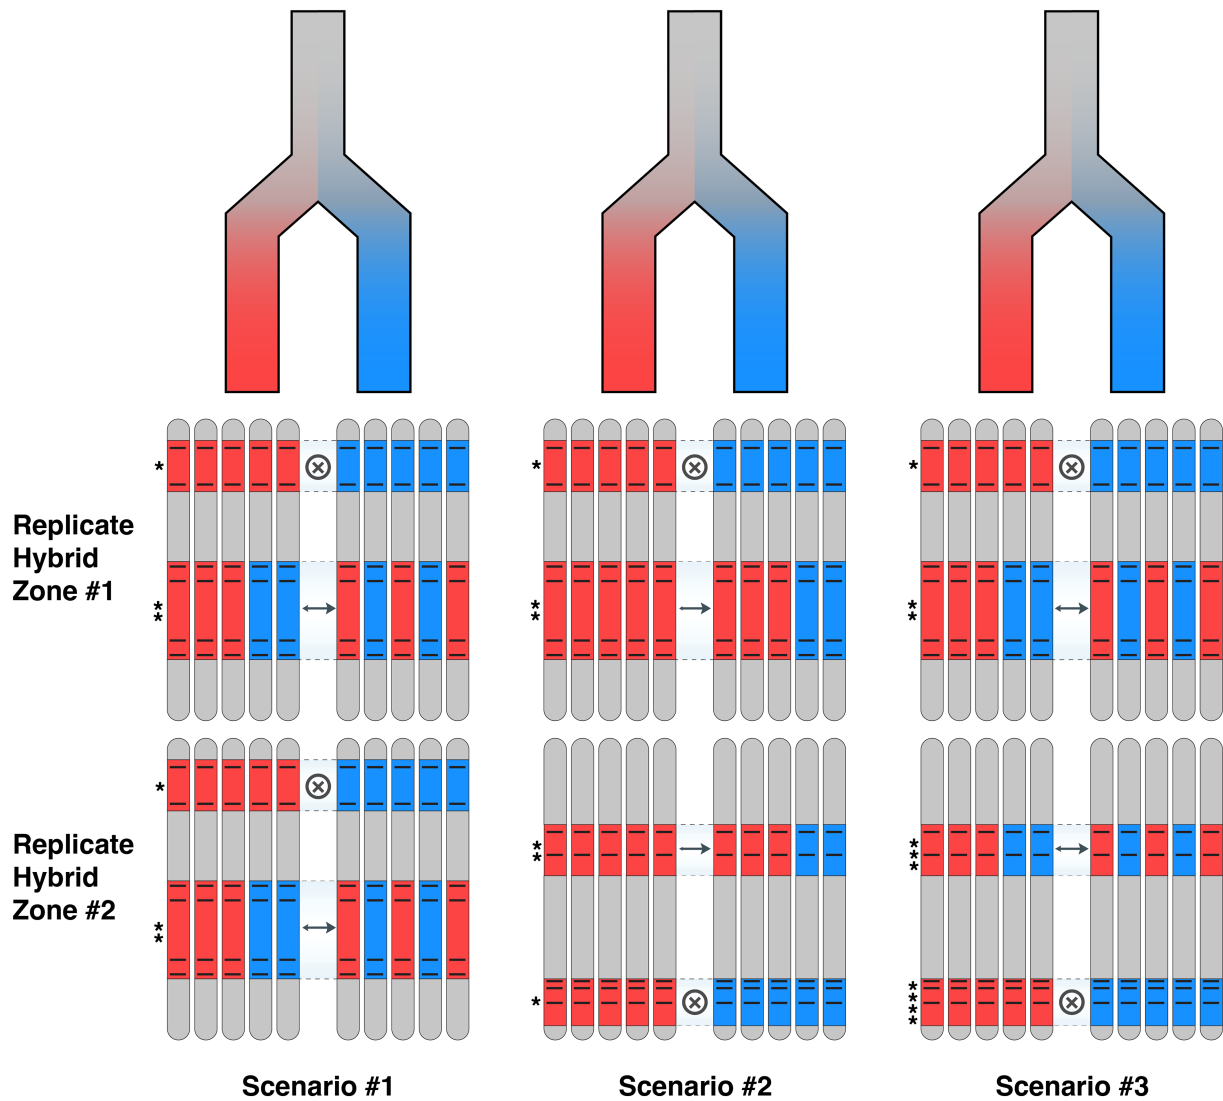 *
*
*
Replicate
Hybrid
Zone #1
**
**
**
*
**
***
Replicate
Hybrid
Zone #2
**
*
****
Scenario #1
Scenario #2
Scenario #3